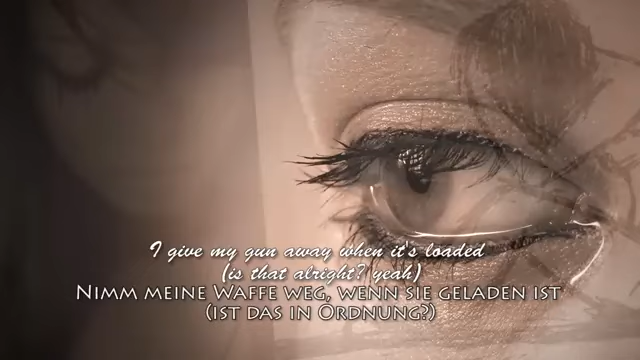 I give my gun away when it's loaded
(is that alright? yeah)
Nimm meine Waffe weg, wenn sie geladen ist
(ist das in Ordnung?)